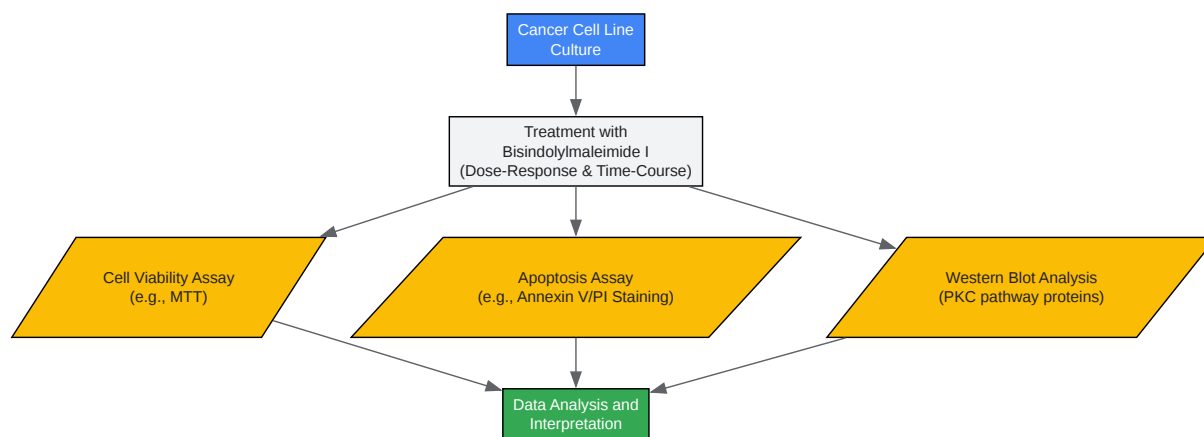 Cancer Cell Line
Culture
Treatment with
Bisindolylmaleimide I
(Dose-Response & Time-Course)
Cell Viability Assay
(e.g., MTT)
Apoptosis Assay
(e.g., Annexin V/PI Staining)
Western Blot Analysis
(PKC pathway proteins)
Data Analysis and
Interpretation